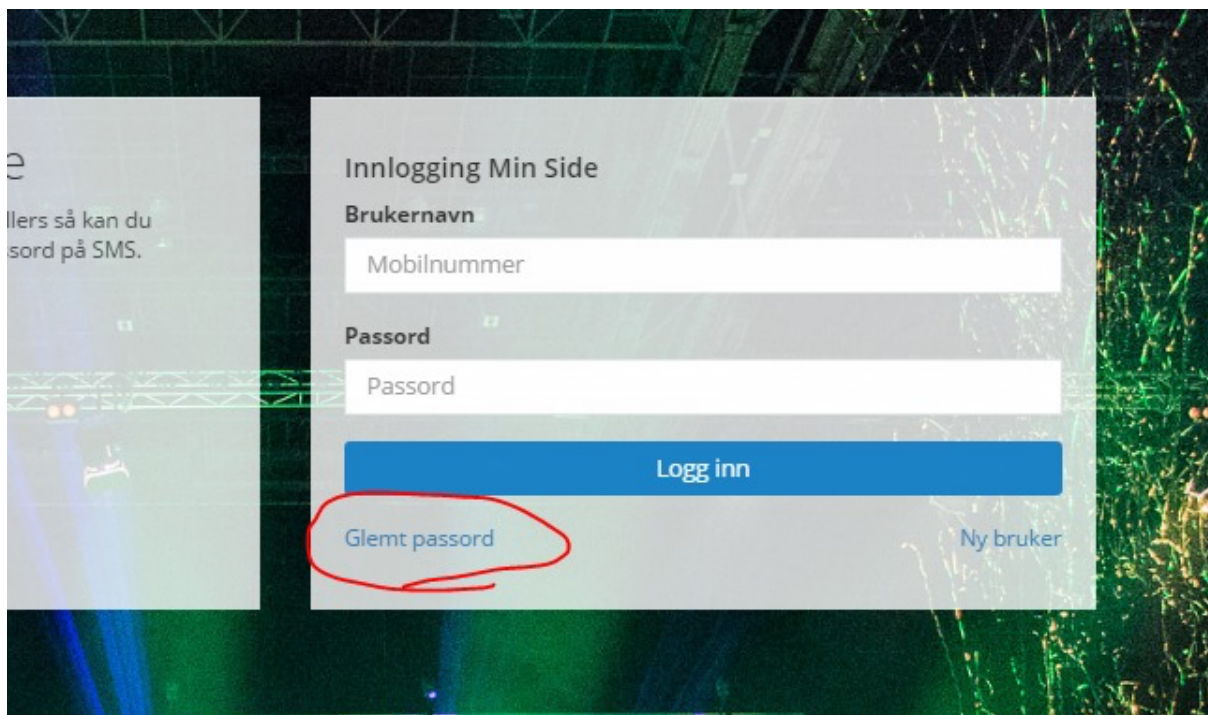 e
llers så kan du
sord på SMS.
Innlogging Min Side
Brukernavn
Mobilnummer
Passord
Passord
Logg inn
Glemt passord
Ny bruker